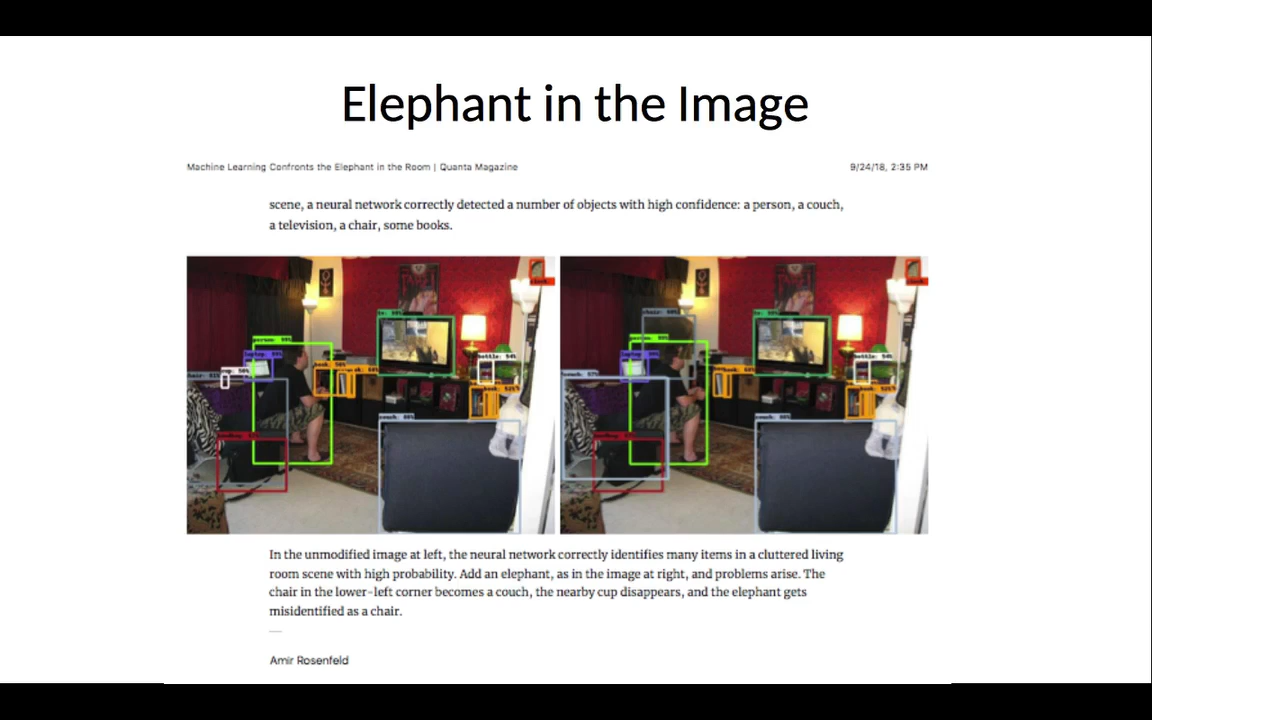 Elephant in the Image
Machine Learning Confronts the Elephant in the Room | Quanta Magazine
9/24/18, 2:35 PM
scene, a neural network correctly detected a number of objects with high confidence: a person, a couch,
a television, a chair, some books.
In the unmodified image at left, the neural network correctly identifies many items in a cluttered living
room scene with high probability. Add an elephant, as in the image at right, and problems arise. The
chair in the lower-left corner becomes a couch, the nearby cup disappears, and the elephant gets
misidentified as a chair.
Amir Rosenfeld